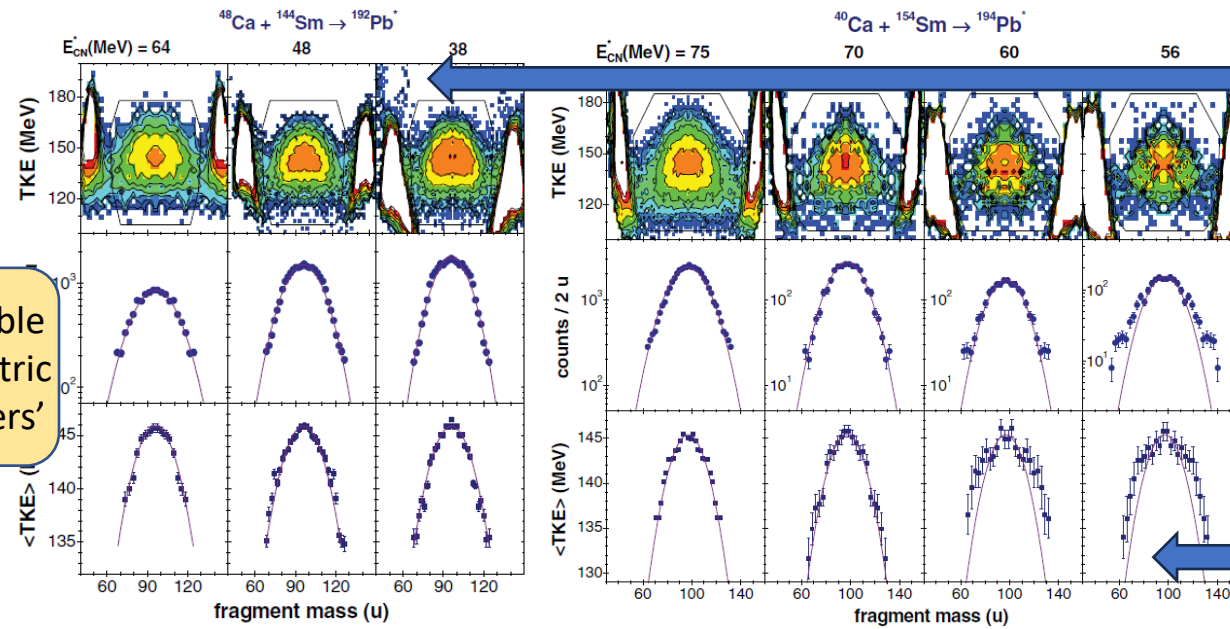 ⁴⁸Ca + ¹⁴⁴Sm → ¹⁹²Pb*
E*CN(MeV) = 64 48 38
TKE (MeV)
180
150
120
10³
10²
<TKE>
145
140
135
60 90 120 60 90 120 60 90 120
fragment mass (u)
ble
tric
ers’
⁴⁰Ca + ¹⁵⁴Sm → ¹⁹⁴Pb*
E*CN(MeV) = 75 70 60 56
TKE (MeV)
180
150
120
counts / 2 u
10³
10²
10²
10¹
10²
10¹
10²
10¹
<TKE> (MeV)
145
140
135
130
60 100 140 60 100 140 60 100 140 60 100 140
fragment mass (u)